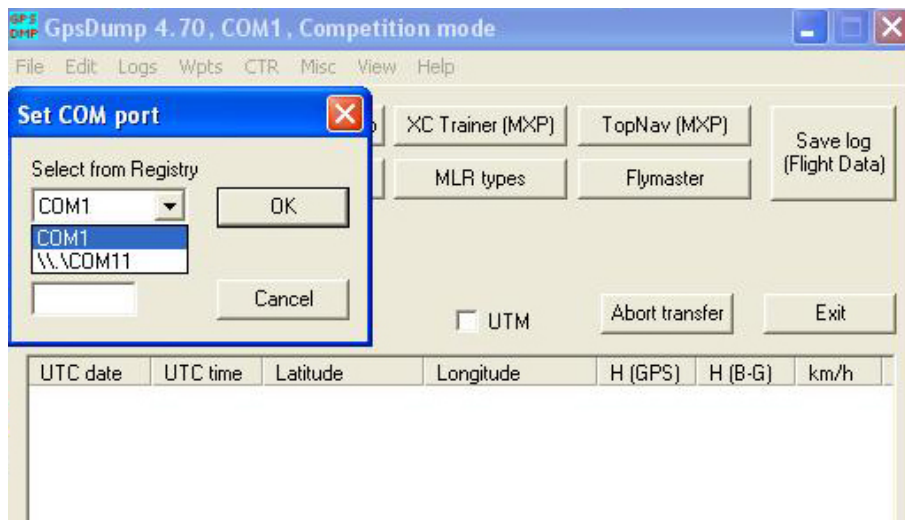 GPS
DMP
GpsDump 4.70, COM1, Competition mode
File Edit Logs Wpts CTR Misc View Help
Set COM port
Select from Registry
COM1
OK
COM1
\\.\COM11
Cancel
XC Trainer (MXP)
TopNav (MXP)
Save log
(Flight Data)
MLR types
Flymaster
UTM
Abort transfer
Exit
UTC date UTC time Latitude Longitude H (GPS) H (B-G) km/h